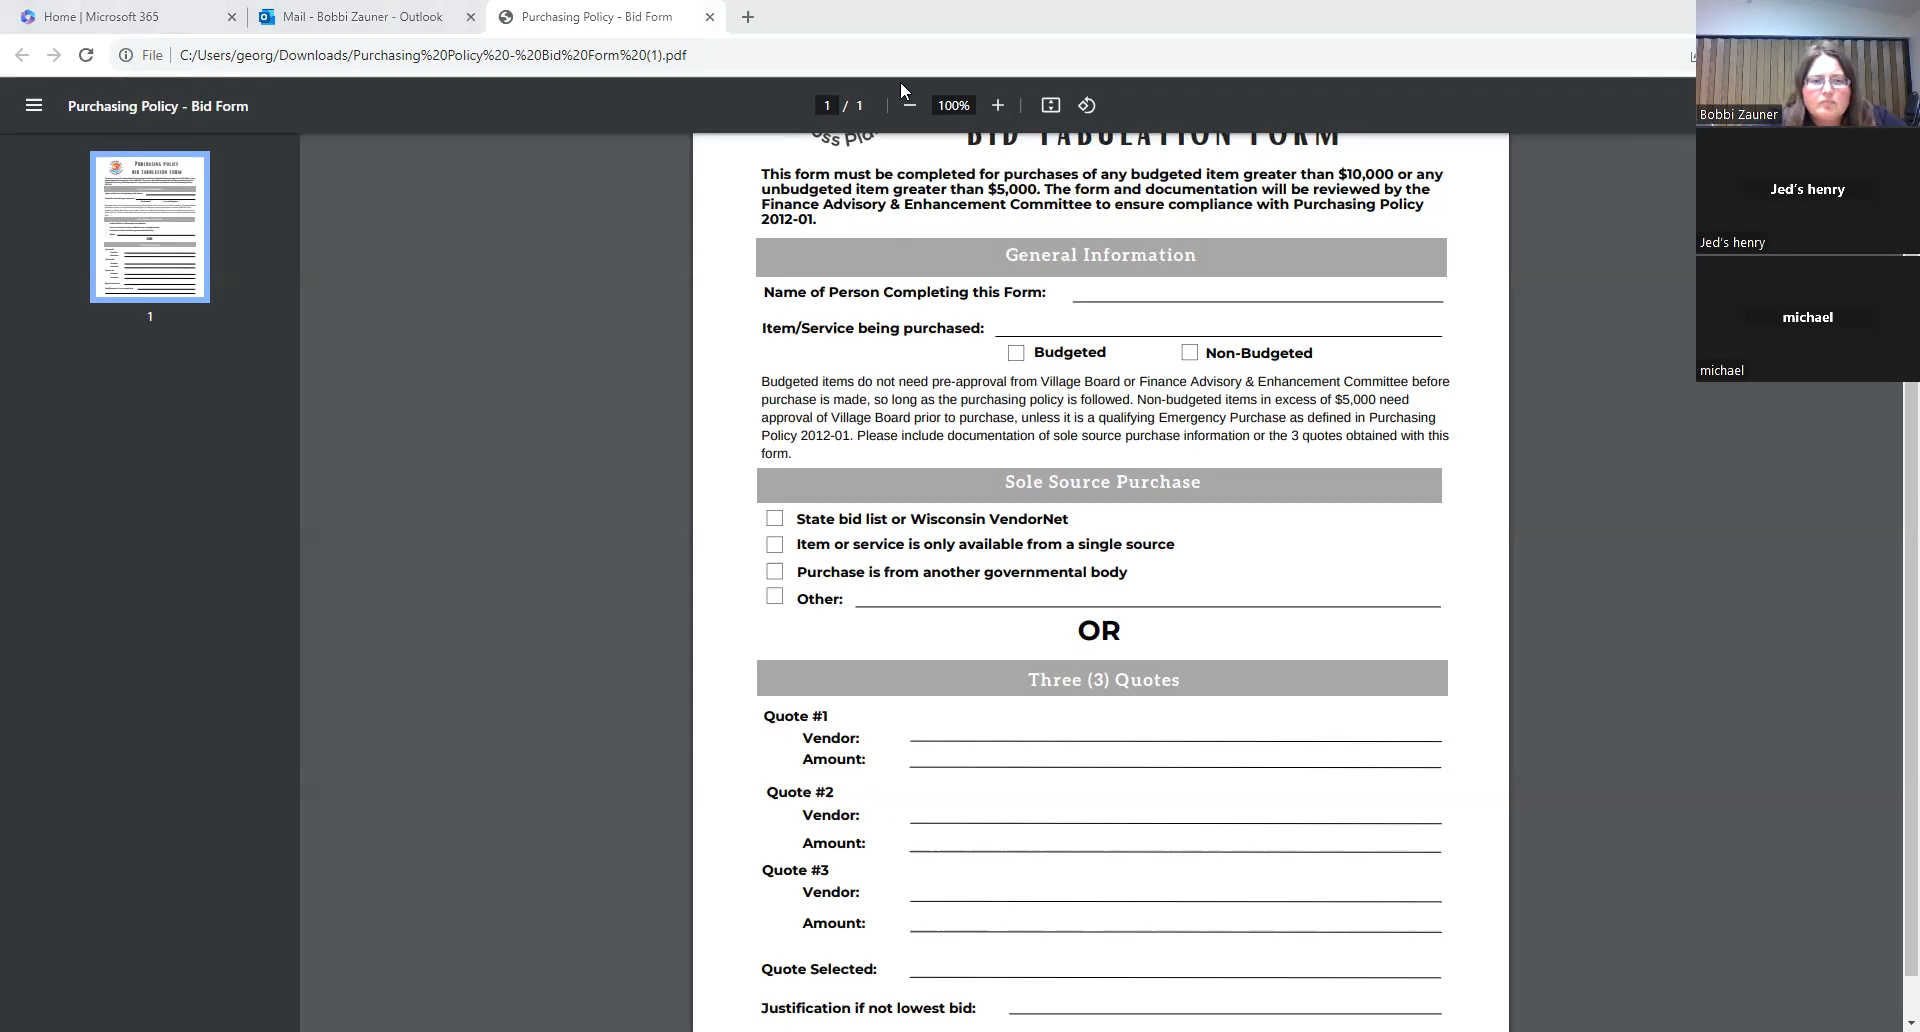 Home | Microsoft 365
Mail - Bobbi Zauner - Outlook
Purchasing Policy - Bid Form
File
C:/Users/georg/Downloads/Purchasing%20Policy%20-%20Bid%20Form%20(1).pdf
Purchasing Policy - Bid Form
1 / 1
100%
1
BID TABULATION FORM
This form must be completed for purchases of any budgeted item greater than $10,000 or any
unbudgeted item greater than $5,000. The form and documentation will be reviewed by the
Finance Advisory & Enhancement Committee to ensure compliance with Purchasing Policy
2012-01.
General Information
Name of Person Completing this Form:
Item/Service being purchased:
Budgeted
Non-Budgeted
Budgeted items do not need pre-approval from Village Board or Finance Advisory & Enhancement Committee before
purchase is made, so long as the purchasing policy is followed. Non-budgeted items in excess of $5,000 need
approval of Village Board prior to purchase, unless it is a qualifying Emergency Purchase as defined in Purchasing
Policy 2012-01. Please include documentation of sole source purchase information or the 3 quotes obtained with this
form.
Sole Source Purchase
State bid list or Wisconsin VendorNet
Item or service is only available from a single source
Purchase is from another governmental body
Other:
OR
Three (3) Quotes
Quote #1
Vendor:
Amount:
Quote #2
Vendor:
Amount:
Quote #3
Vendor:
Amount:
Quote Selected:
Justification if not lowest bid:
Bobbi Zauner
Jed's henry
Jed's henry
michael
michael